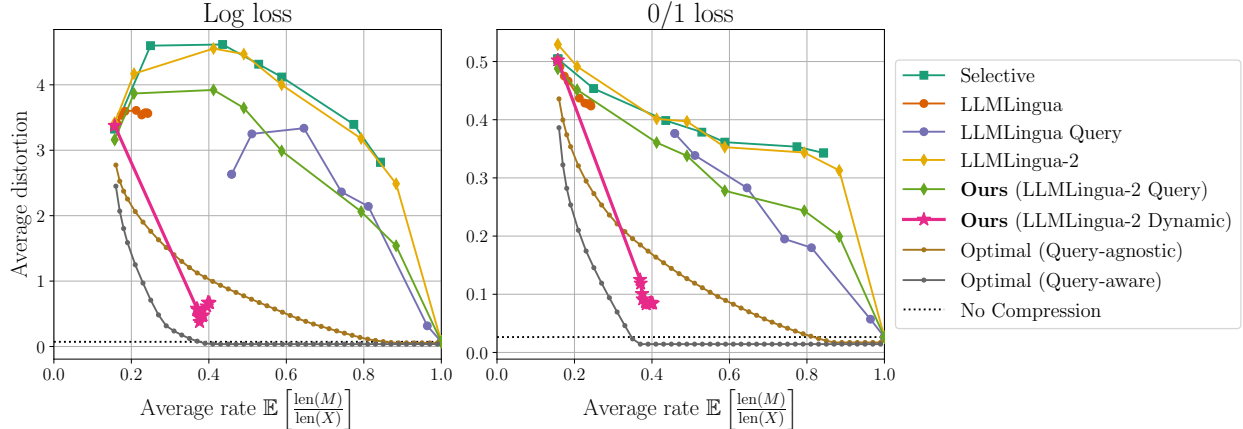 Log loss
0/1 loss
Average distortion
4
3
2
1
0
0.0
0.2
0.4
0.6
0.8
1.0
Average rate 𝔼 [len(M)/len(X)]
0.5
0.4
0.3
0.2
0.1
0.0
0.0
0.2
0.4
0.6
0.8
1.0
Average rate 𝔼 [len(M)/len(X)]
Selective
LLMLingua
LLMLingua Query
LLMLingua-2
Ours (LLMLingua-2 Query)
Ours (LLMLingua-2 Dynamic)
Optimal (Query-agnostic)
Optimal (Query-aware)
No Compression